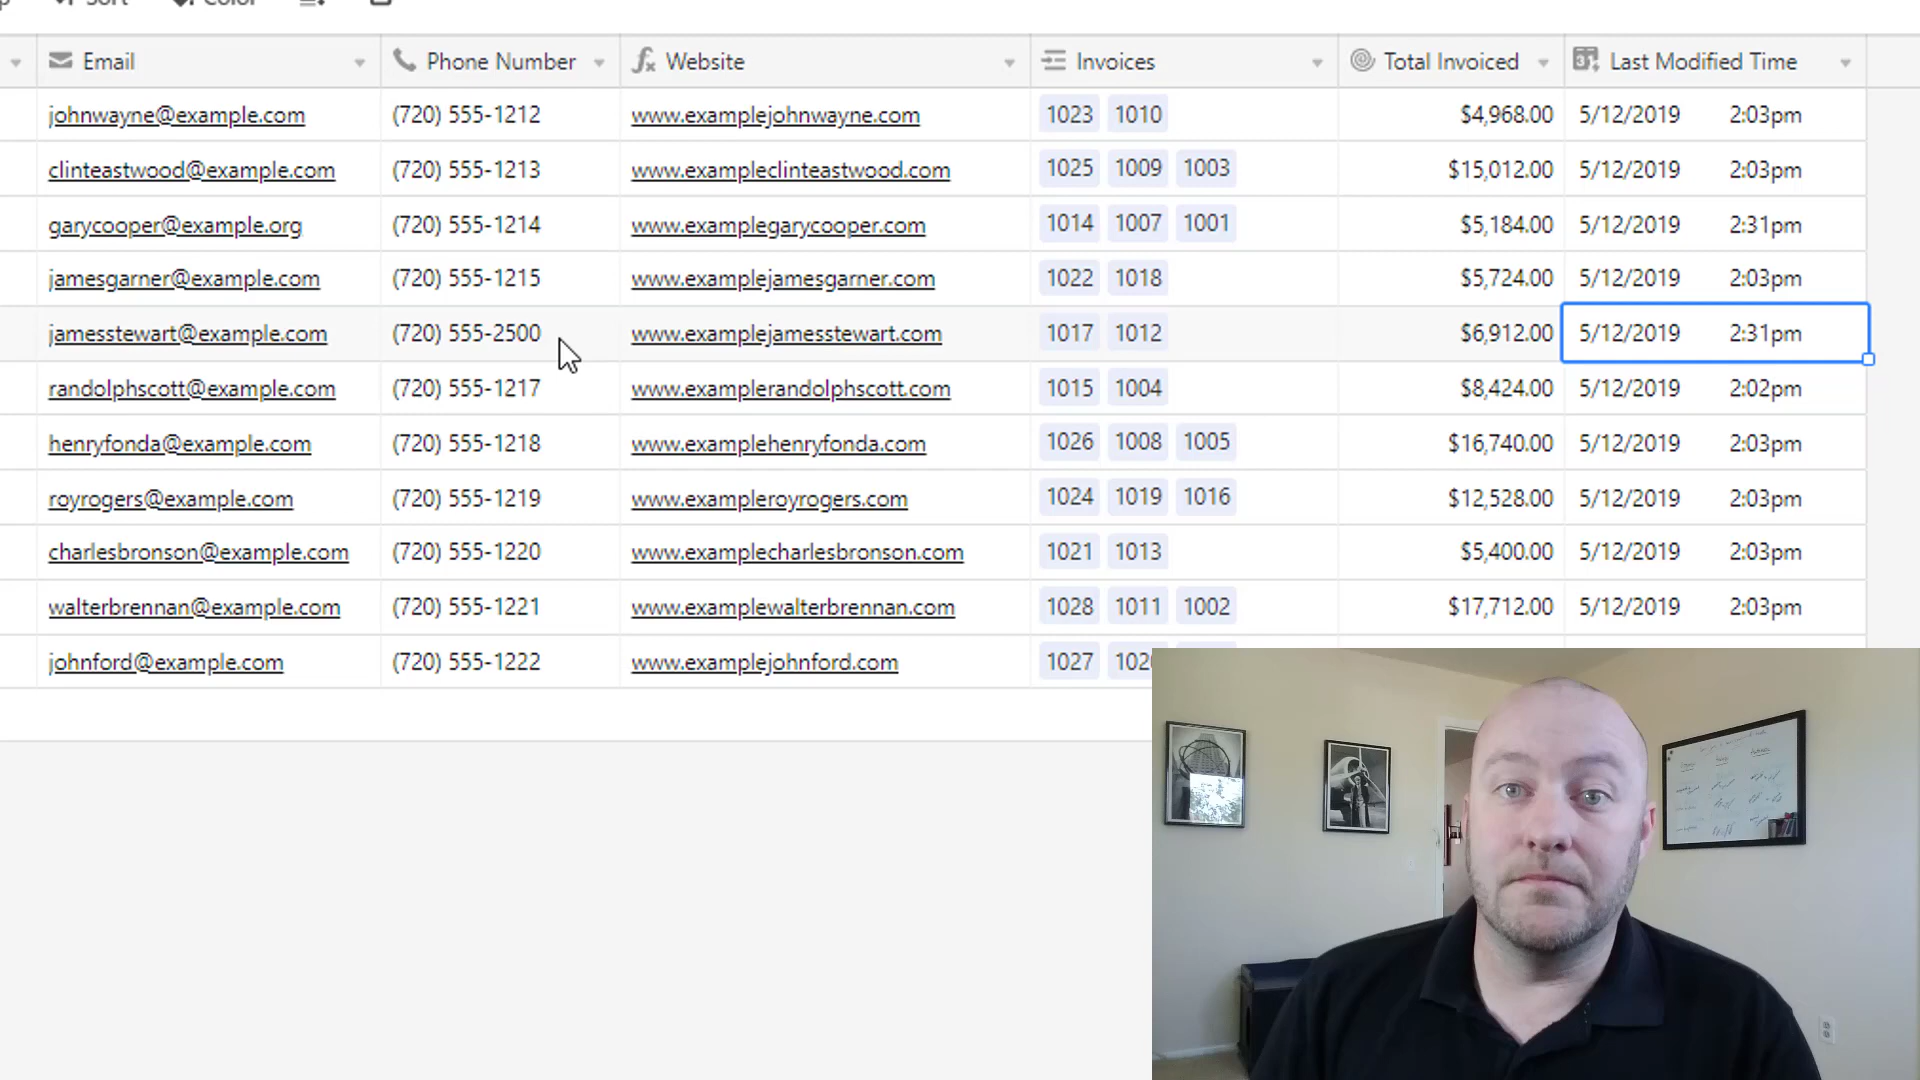 Sort Color
Email Phone Number Website Invoices Total Invoiced Last Modified Time
johnwayne@example.com (720) 555-1212 www.examplejohnwayne.com 1023 1010 $4,968.00 5/12/2019 2:03pm
clinteastwood@example.com (720) 555-1213 www.exampleclinteastwood.com 1025 1009 1003 $15,012.00 5/12/2019 2:03pm
garycooper@example.org (720) 555-1214 www.examplegarycooper.com 1014 1007 1001 $5,184.00 5/12/2019 2:31pm
jamesgarner@example.com (720) 555-1215 www.examplejamesgarner.com 1022 1018 $5,724.00 5/12/2019 2:03pm
jamesstewart@example.com (720) 555-2500 www.examplejamesstewart.com 1017 1012 $6,912.00 5/12/2019 2:31pm
randolphscott@example.com (720) 555-1217 www.examplerandolphscott.com 1015 1004 $8,424.00 5/12/2019 2:02pm
henryfonda@example.com (720) 555-1218 www.examplehenryfonda.com 1026 1008 1005 $16,740.00 5/12/2019 2:03pm
royrogers@example.com (720) 555-1219 www.exampleroyrogers.com 1024 1019 1016 $12,528.00 5/12/2019 2:03pm
charlesbronson@example.com (720) 555-1220 www.examplecharlesbronson.com 1021 1013 $5,400.00 5/12/2019 2:03pm
walterbrennan@example.com (720) 555-1221 www.examplewalterbrennan.com 1028 1011 1002 $17,712.00 5/12/2019 2:03pm
johnford@example.com (720) 555-1222 www.examplejohnford.com 1027